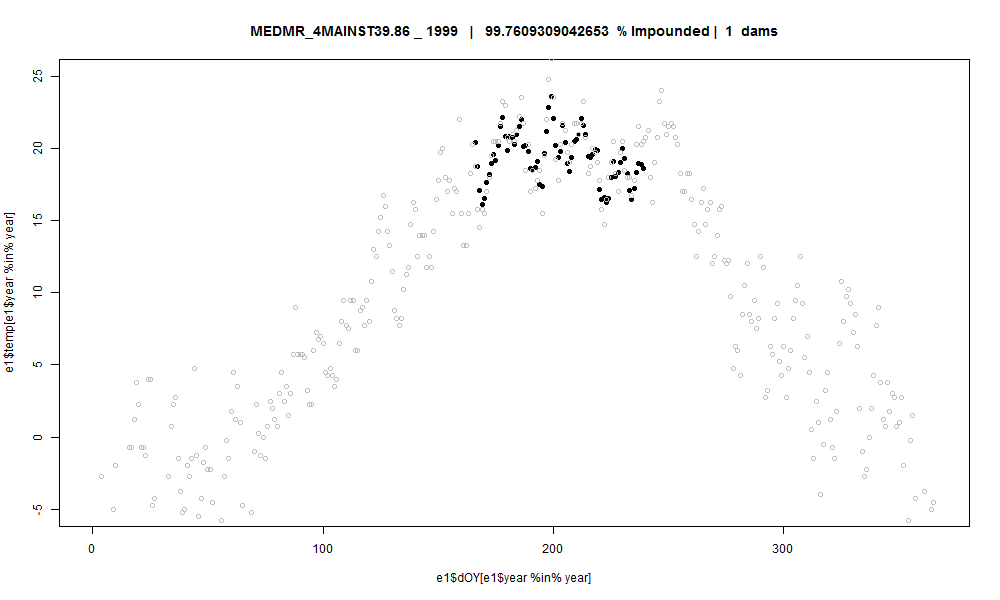 MEDMR_4MAINST39.86 _ 1999 | 99.7609309042653 % Impounded | 1 dams
25
20
15
10
5
0
-5
e1$temp[e1$year %in% year]
0 100 200 300
e1$dOY[e1$year %in% year]